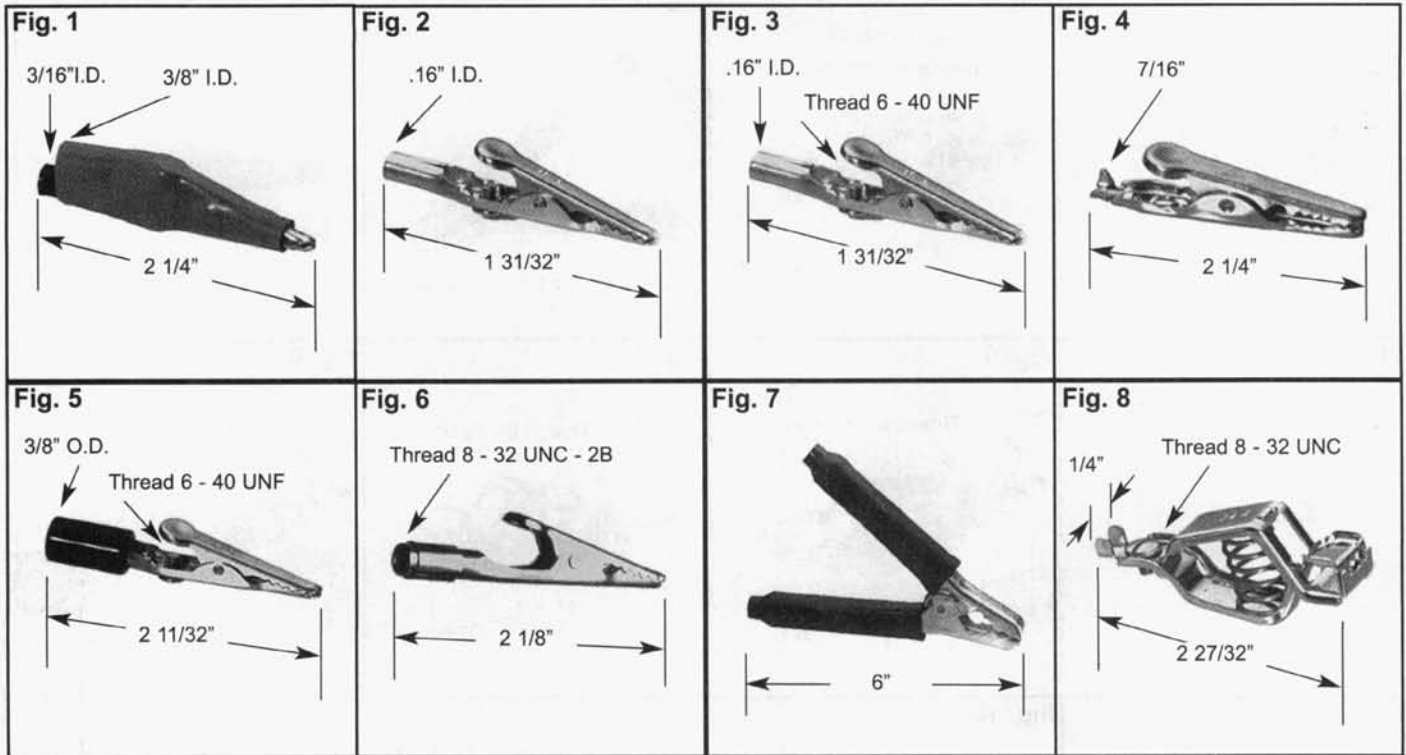 Fig. 1
3/16"I.D.
3/8" I.D.
2 1/4"
Fig. 2
.16" I.D.
1 31/32"
Fig. 3
.16" I.D.
Thread 6 - 40 UNF
1 31/32"
Fig. 4
7/16"
2 1/4"
Fig. 5
3/8" O.D.
Thread 6 - 40 UNF
2 11/32"
Fig. 6
Thread 8 - 32 UNC - 2B
2 1/8"
Fig. 7
6"
Fig. 8
1/4"
Thread 8 - 32 UNC
2 27/32"